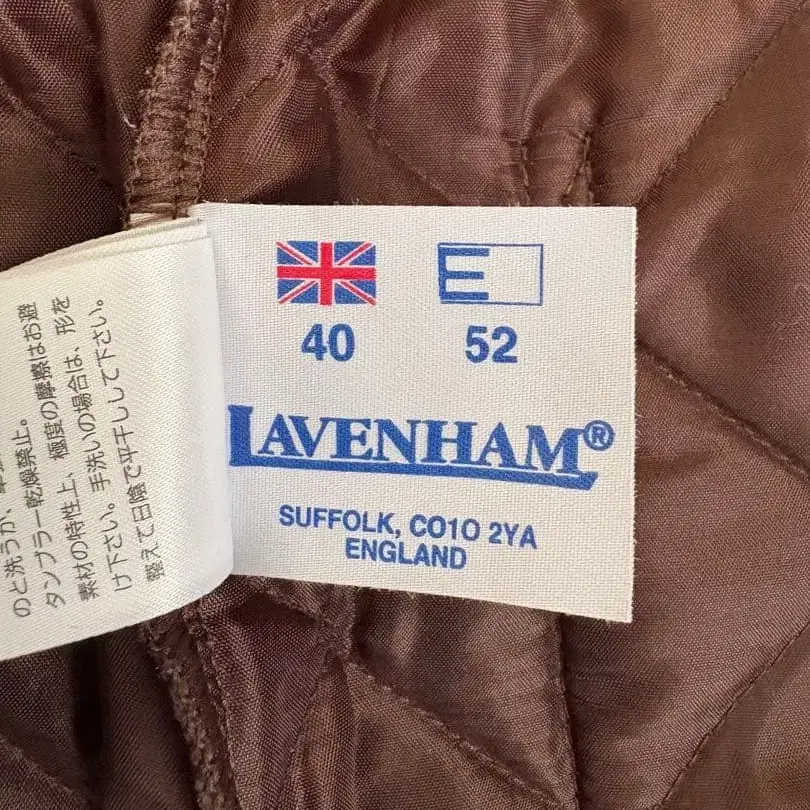 40
E
52
LAVENHAM®
SUFFOLK, CO10 2YA
ENGLAND
のと洗うか、
タンブラー乾燥禁止。
素材の特性上、極度の摩擦はお避
け下さい。手洗いの場合は、形を
整えて日陰で平干しして下さい。